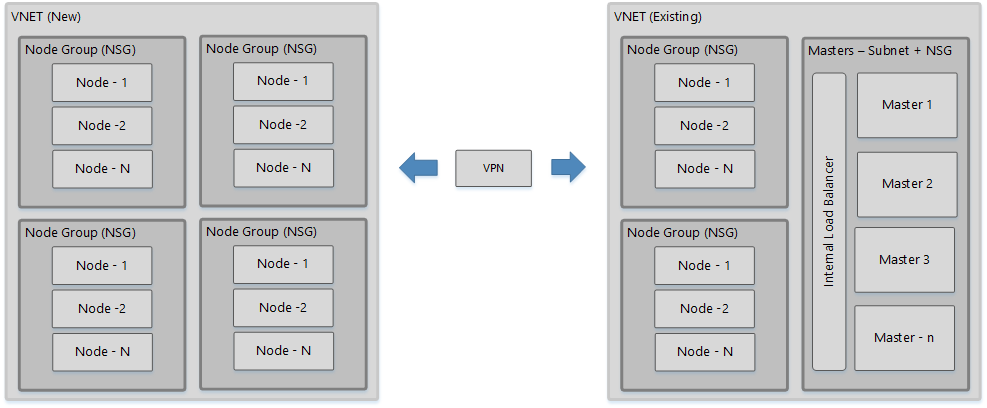 VNET (New)
Node Group (NSG)
Node - 1
Node -2
Node - N
Node Group (NSG)
Node - 1
Node -2
Node - N
Node Group (NSG)
Node - 1
Node -2
Node - N
Node Group (NSG)
Node - 1
Node -2
Node - N
VPN
VNET (Existing)
Node Group (NSG)
Node - 1
Node -2
Node - N
Node Group (NSG)
Node - 1
Node -2
Node - N
Masters – Subnet + NSG
Internal Load Balancer
Master 1
Master 2
Master 3
Master - n